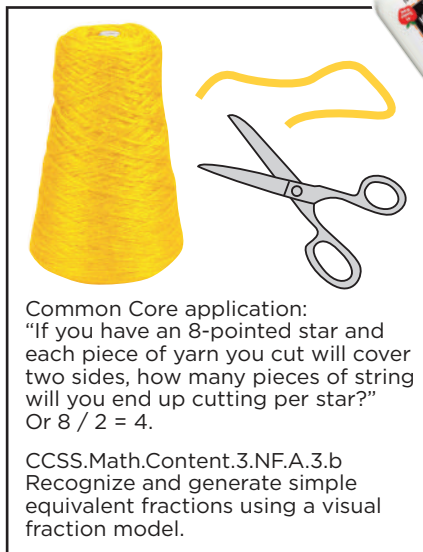 Common Core application:
“If you have an 8-pointed star and
each piece of yarn you cut will cover
two sides, how many pieces of string
will you end up cutting per star?”
Or 8 / 2 = 4.
CCSS.Math.Content.3.NF.A.3.b
Recognize and generate simple
equivalent fractions using a visual
fraction model.